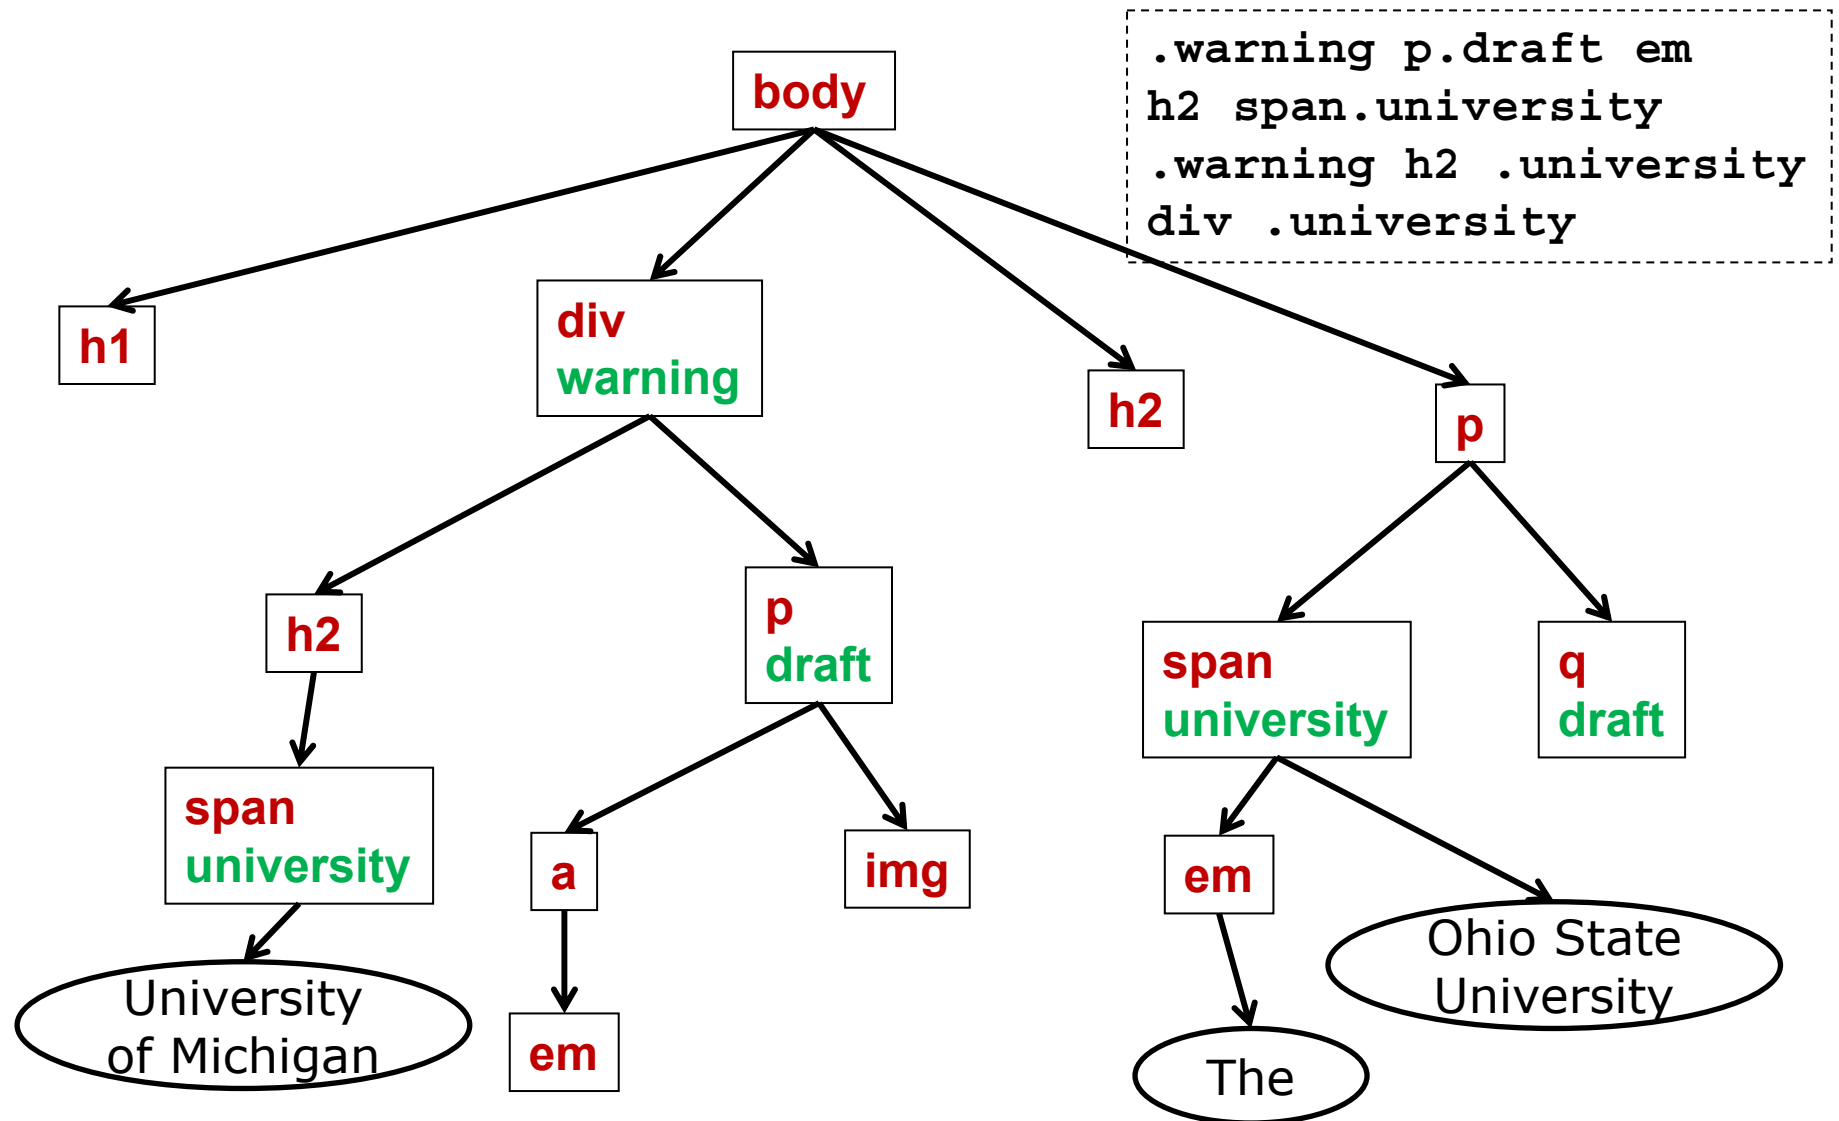 .warning p.draft em
h2 span.university
.warning h2 .university
div .university
body
h1
div
warning
h2
p
h2
p
draft
span
university
q
draft
span
university
a
img
em
Ohio State
University
University
of Michigan
em
The